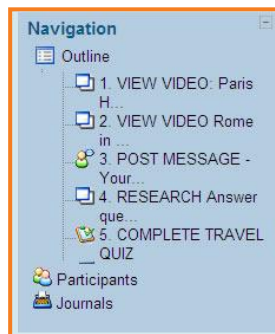 Navigation
Outline
1. VIEW VIDEO: Paris
H...
2. VIEW VIDEO Rome
in ...
3. POST MESSAGE -
Your...
4. RESEARCH Answer
que...
5. COMPLETE TRAVEL
QUIZ
Participants
Journals